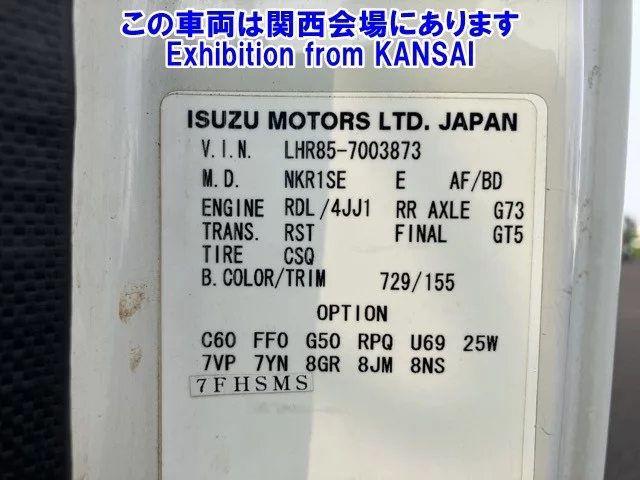 この車両は関西会場にあります
Exhibition from KANSAI
ISUZU MOTORS LTD. JAPAN
V.I.N. LHR85-7003873
M.D. NKR1SE E AF/BD
ENGINE RDL/4JJ1 RR AXLE G73
TRANS. RST FINAL GT5
TIRE CSQ
B.COLOR/TRIM 729/155
OPTION
C60 FF0 G50 RPQ U69 25W
7VP 7YN 8GR 8JM 8NS
7FHSMS